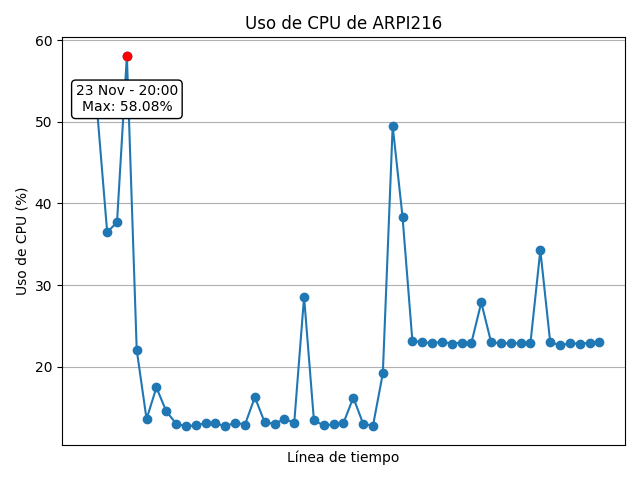 Uso de CPU de ARPI216
60
23 Nov - 20:00
Max: 58.08%
50
40
30
20
Uso de CPU (%)
Línea de tiempo